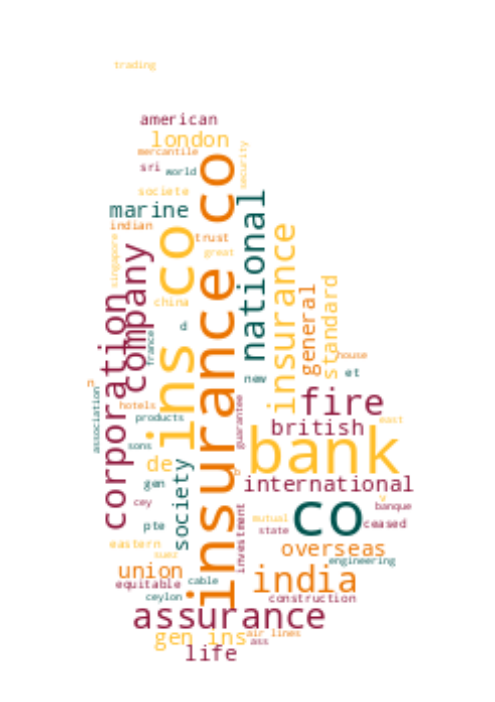 trading
american
london
mercantile
sri
world
security
insurance co
societe
national
marine
indian
trust
insurance
ins co
singapore
great
company
standard
general
corporation
china
d
france
house
new
et
n
association
hotels
products
guarantee
fire
east
british
sons
bank
de
society
b
gen
international
v
cey
co
banque
investment
mutual
pte
state
ceased
eastern
overseas
suez
engineering
union
india
cable
equitable
ceylon
construction
assurance
gen ins
air lines
ass
life